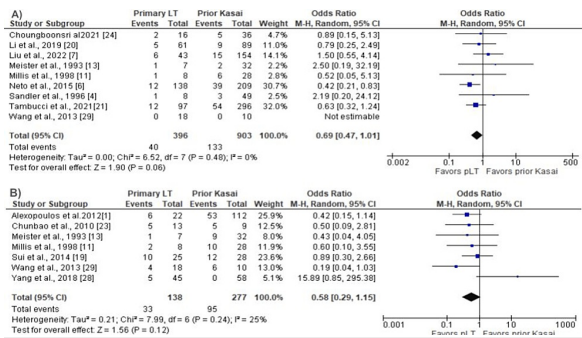 A) Primary LT Prior Kasai Odds Ratio Odds Ratio
Study or Subgroup Events Total Events Total Weight M-H, Random, 95% CI M-H, Random, 95% CI
Choungboonsri al2021 [24] 2 16 5 36 4.7% 0.89 [0.15, 5.13]
Li et al., 2019 [20] 5 61 9 89 11.1% 0.79 [0.25, 2.49]
Liu et al., 2022 [7] 6 43 15 154 14.1% 1.50 [0.55, 4.14]
Meister et al., 1993 [13] 1 7 2 32 2.3% 2.50 [0.19, 32.19]
Millis et al., 1998 [11] 1 8 6 28 2.7% 0.52 [0.05, 5.13]
Neto et al., 2015 [6] 12 138 39 209 31.1% 0.42 [0.21, 0.83]
Sandler et al., 1996 [4] 1 8 3 49 2.5% 2.19 [0.20, 24.12]
Tambucci et al., 2021[21] 12 97 54 296 31.5% 0.63 [0.32, 1.24]
Wang et al., 2013 [29] 0 18 0 10 Not estimable
Total (95% CI) 396 903 100.0% 0.69 [0.47, 1.01]
Total events 40 133
Heterogeneity: Tau² = 0.00; Chi² = 6.52, df = 7 (P = 0.48); I² = 0%
Test for overall effect: Z = 1.90 (P = 0.06)
0.002 0.1 1 10 500
Favors pLT Favors prior Kasai
B) Primary LT Prior Kasai Odds Ratio Odds Ratio
Study or Subgroup Events Total Events Total Weight M-H, Random, 95% CI M-H, Random, 95% CI
Alexopoulos et al.2012[1] 6 22 53 112 25.9% 0.42 [0.15, 1.14]
Chunbao et al., 2010 [23] 5 13 5 9 12.0% 0.50 [0.09, 2.81]
Meister et al., 1993 [13] 1 7 9 32 7.0% 0.43 [0.04, 4.05]
Millis et al., 1998 [11] 2 8 10 28 11.6% 0.60 [0.10, 3.55]
Sui et al., 2014 [19] 10 25 12 28 22.5% 0.89 [0.30, 2.66]
Wang et al., 2013 [29] 4 18 6 10 12.9% 0.19 [0.04, 1.03]
Yang et al., 2018 [28] 5 45 0 58 5.1% 15.89 [0.85, 295.38]
Total (95% CI) 138 277 100.0% 0.58 [0.29, 1.15]
Total events 33 95
Heterogeneity: Tau² = 0.21; Chi² = 7.99, df = 6 (P = 0.24); I² = 25%
Test for overall effect: Z = 1.56 (P = 0.12)
0.001 0.1 1 10 1000
Favors pLT Favors prior Kasai